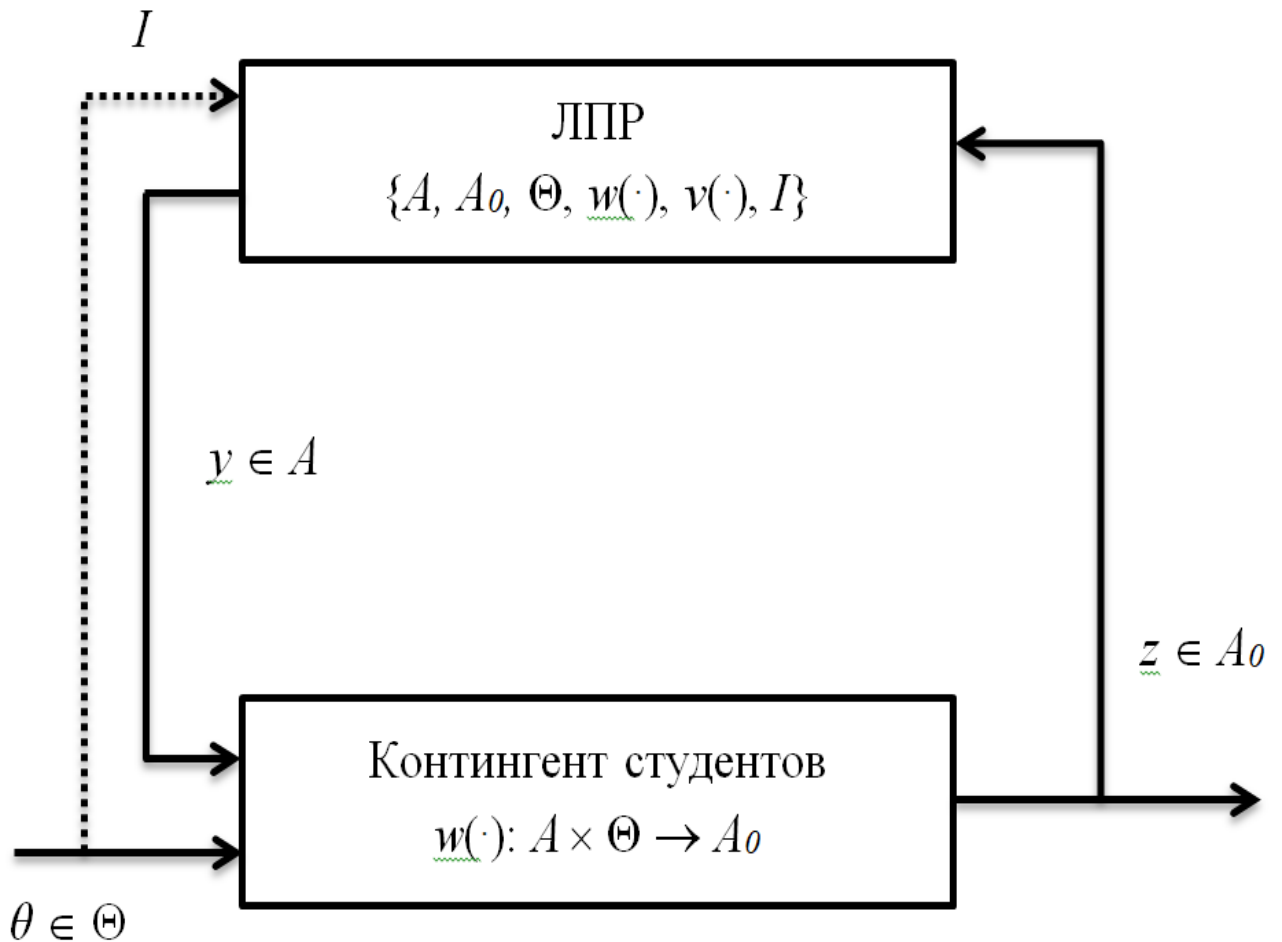 I
ЛПР
{A, A0, Θ, w(·), v(·), I}
y ∈ A
z ∈ A0
Контингент студентов
w(·): A × Θ → A0
θ ∈ Θ